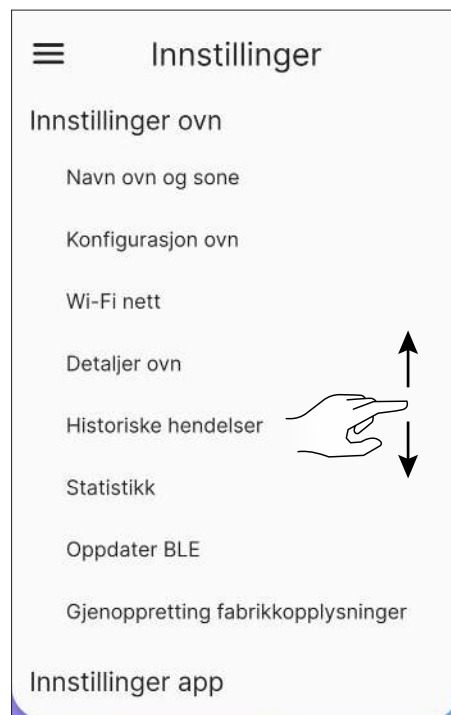 Innstillinger
Innstillinger ovn
Navn ovn og sone
Konfigurasjon ovn
Wi-Fi nett
Detaljer ovn
Historiske hendelser
Statistikk
Oppdater BLE
Gjenoppretting fabrikkopplysninger
Innstillinger app